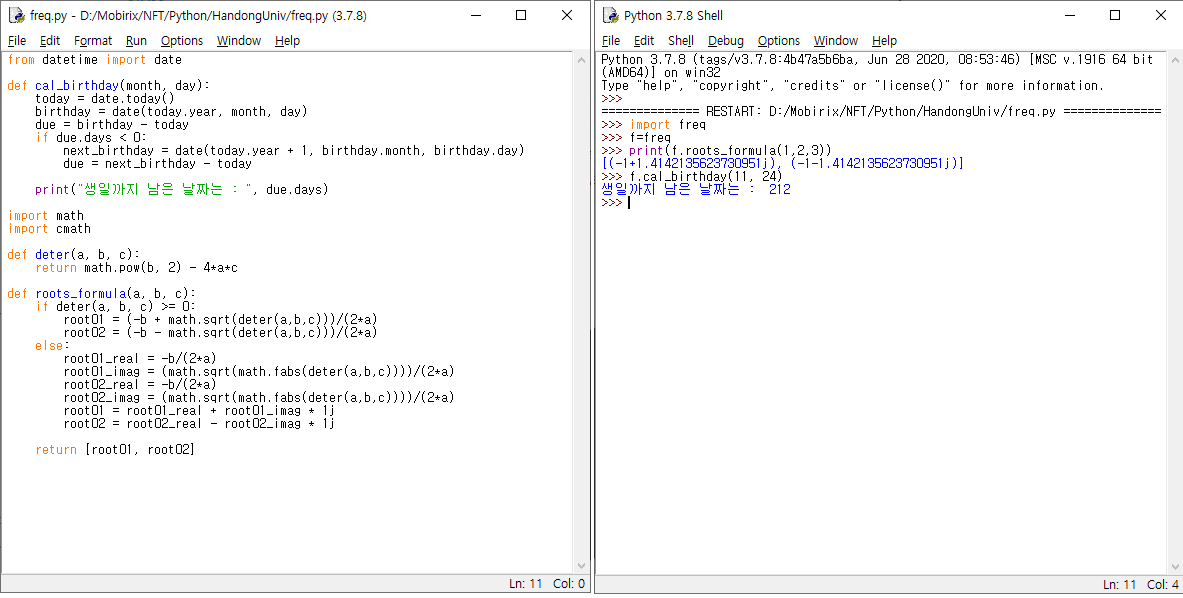 freq.py - D:/Mobirix/NFT/Python/HandongUniv/freq.py (3.7.8)
File Edit Format Run Options Window Help
from datetime import date

def cal_birthday(month, day):
    today = date.today()
    birthday = date(today.year, month, day)
    due = birthday - today
    if due.days < 0:
        next_birthday = date(today.year + 1, birthday.month, birthday.day)
        due = next_birthday - today

    print("생일까지 남은 날짜는 : ", due.days)

import math
import cmath

def deter(a, b, c):
    return math.pow(b, 2) - 4*a*c

def roots_formula(a, b, c):
    if deter(a, b, c) >= 0:
        root01 = (-b + math.sqrt(deter(a,b,c)))/(2*a)
        root02 = (-b - math.sqrt(deter(a,b,c)))/(2*a)
    else:
        root01_real = -b/(2*a)
        root01_imag = (math.sqrt(math.fabs(deter(a,b,c))))/(2*a)
        root02_real = -b/(2*a)
        root02_imag = (math.sqrt(math.fabs(deter(a,b,c))))/(2*a)
        root01 = root01_real + root01_imag * 1j
        root02 = root02_real - root02_imag * 1j

    return [root01, root02]
Ln: 11 Col: 0
Python 3.7.8 Shell
File Edit Shell Debug Options Window Help
Python 3.7.8 (tags/v3.7.8:4b47a5b6ba, Jun 28 2020, 08:53:46) [MSC v.1916 64 bit
(AMD64)] on win32
Type "help", "copyright", "credits" or "license()" for more information.
>>>
============== RESTART: D:/Mobirix/NFT/Python/HandongUniv/freq.py ==============
>>> import freq
>>> f=freq
>>> print(f.roots_formula(1,2,3))
[(-1+1.4142135623730951j), (-1-1.4142135623730951j)]
>>> f.cal_birthday(11, 24)
생일까지 남은 날짜는 :  212
>>>
Ln: 11 Col: 4